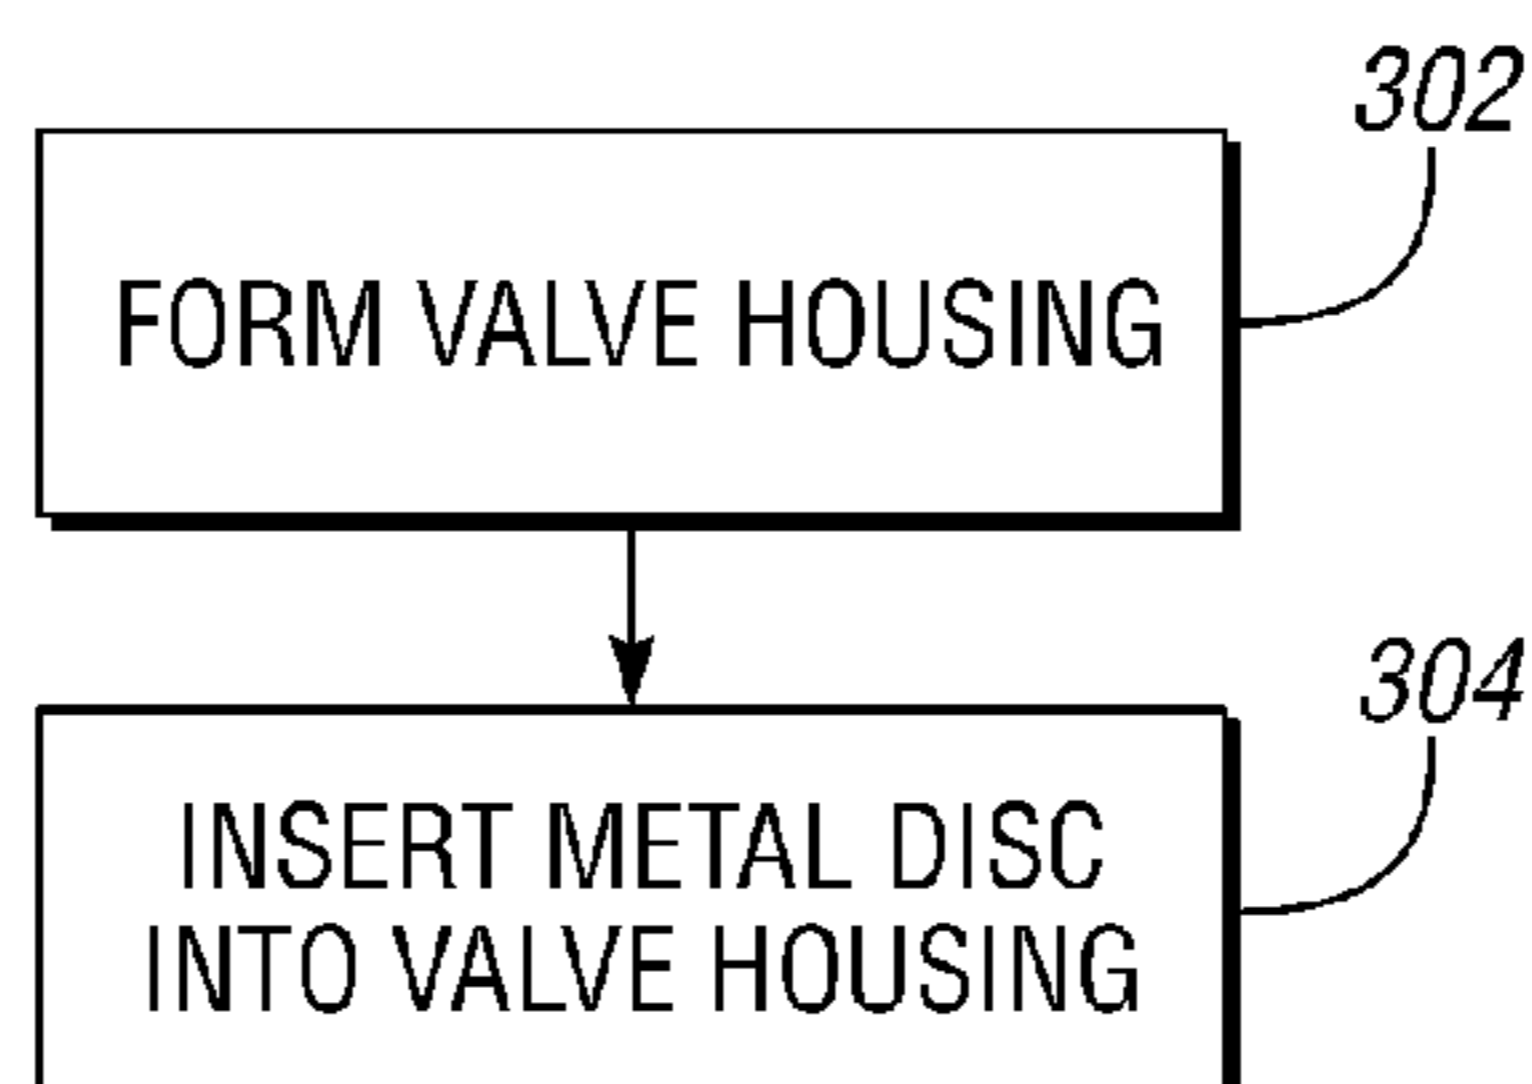 302
FORM VALVE HOUSING
304
INSERT METAL DISC
INTO VALVE HOUSING